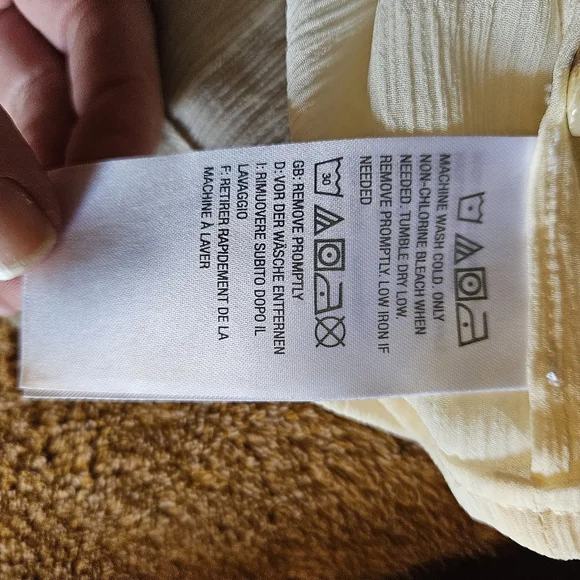 MACHINE WASH COLD. ONLY
NON-CHLORINE BLEACH WHEN
NEEDED. TUMBLE DRY LOW.
REMOVE PROMPTLY. LOW IRON IF
NEEDED
30
GB: REMOVE PROMPTLY
D: VOR DER WÄSCHE ENTFERNEN
I: RIMUOVERE SUBITO DOPO IL
LAVAGGIO
F: RETIRER RAPIDEMENT DE LA
MACHINE À LAVER